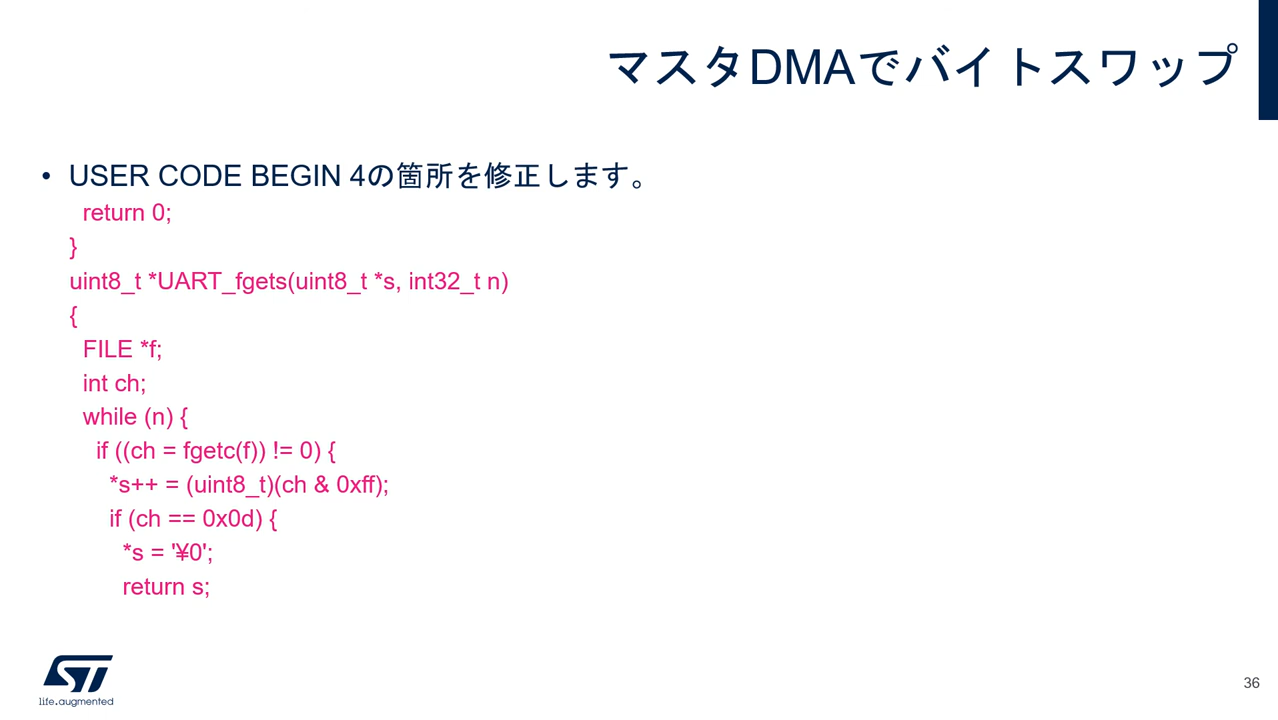 マスタDMAでバイトスワップ
• USER CODE BEGIN 4の箇所を修正します。
return 0;
}
uint8_t *UART_fgets(uint8_t *s, int32_t n)
{
FILE *f;
int ch;
while (n) {
if ((ch = fgetc(f)) != 0) {
*s++ = (uint8_t)(ch & 0xff);
if (ch == 0x0d) {
*s = '¥0';
return s;
ST
life.augmented
36